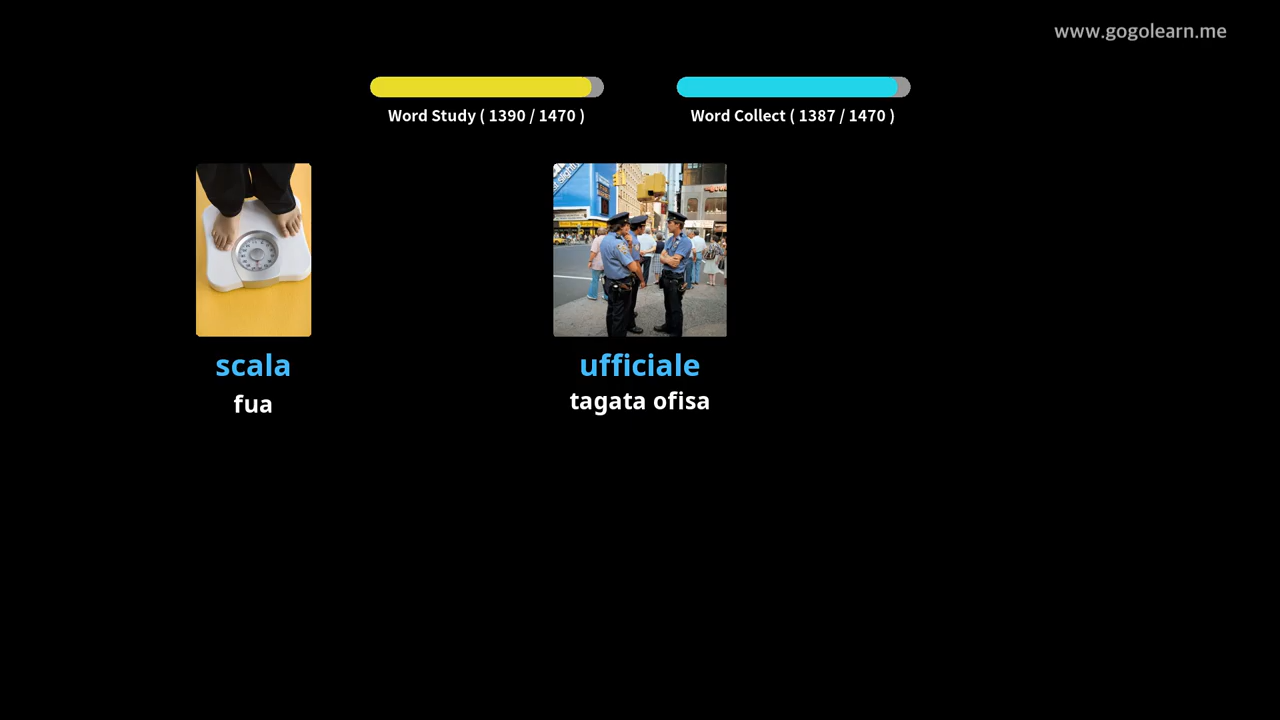 www.gogolearn.me
Word Study ( 1390 / 1470 )
Word Collect ( 1387 / 1470 )
scala
fua
ufficiale
tagata ofisa